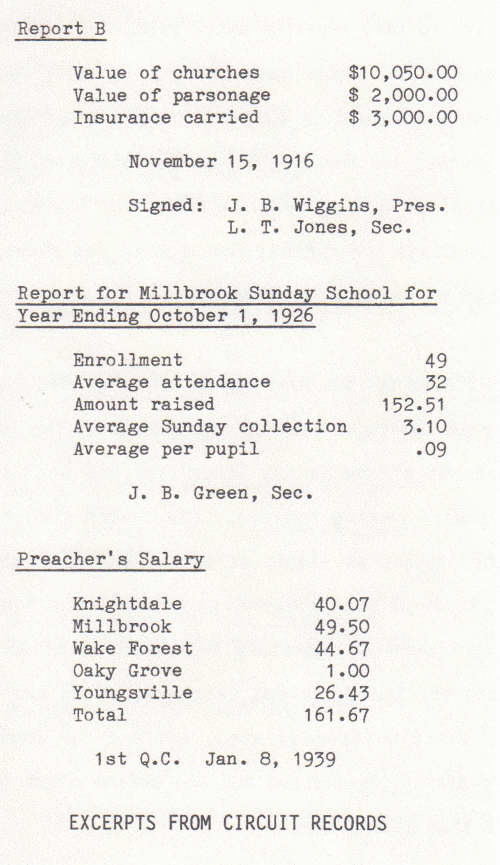 Report B
Value of churches $10,050.00
Value of parsonage $ 2,000.00
Insurance carried $ 3,000.00
November 15, 1916
Signed: J. B. Wiggins, Pres.
L. T. Jones, Sec.
Report for Millbrook Sunday School for
Year Ending October 1, 1926
Enrollment 49
Average attendance 32
Amount raised 152.51
Average Sunday collection 3.10
Average per pupil .09
J. B. Green, Sec.
Preacher's Salary
Knightdale 40.07
Millbrook 49.50
Wake Forest 44.67
Oaky Grove 1.00
Youngsville 26.43
Total 161.67
1st Q.C. Jan. 8, 1939
EXCERPTS FROM CIRCUIT RECORDS